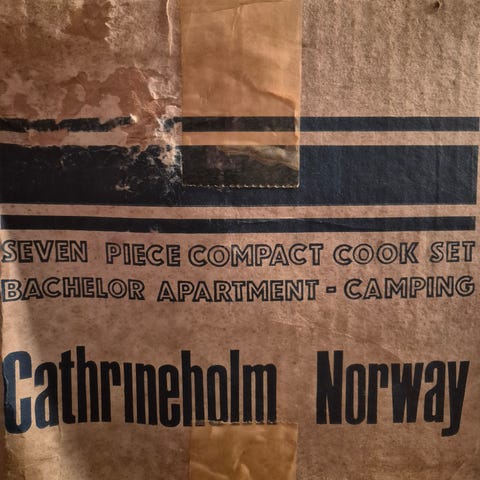 SEVEN PIECE COMPACT COOK SET
BACHELOR APARTMENT - CAMPING
Cathrineholm Norway